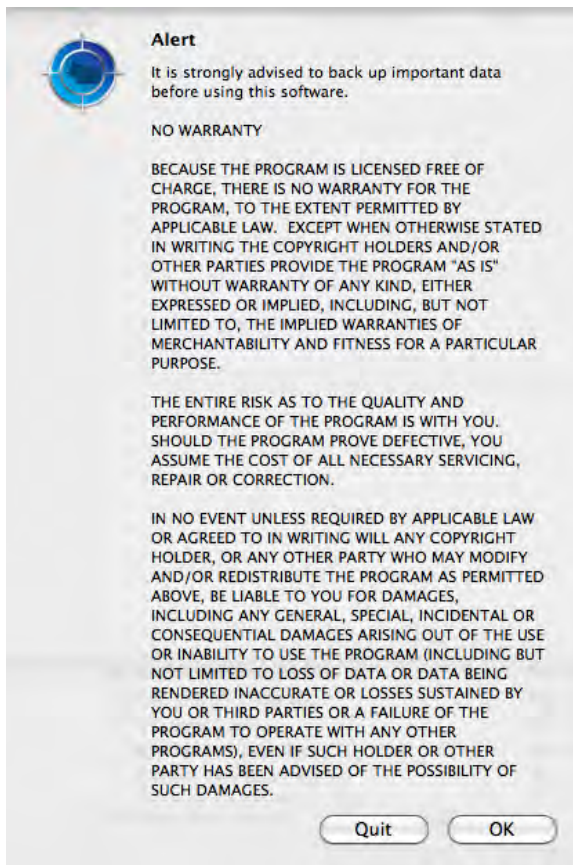 Alert
It is strongly advised to back up important data
before using this software.
NO WARRANTY
BECAUSE THE PROGRAM IS LICENSED FREE OF
CHARGE, THERE IS NO WARRANTY FOR THE
PROGRAM, TO THE EXTENT PERMITTED BY
APPLICABLE LAW.  EXCEPT WHEN OTHERWISE STATED
IN WRITING THE COPYRIGHT HOLDERS AND/OR
OTHER PARTIES PROVIDE THE PROGRAM "AS IS"
WITHOUT WARRANTY OF ANY KIND, EITHER
EXPRESSED OR IMPLIED, INCLUDING, BUT NOT
LIMITED TO, THE IMPLIED WARRANTIES OF
MERCHANTABILITY AND FITNESS FOR A PARTICULAR
PURPOSE.
THE ENTIRE RISK AS TO THE QUALITY AND
PERFORMANCE OF THE PROGRAM IS WITH YOU.
SHOULD THE PROGRAM PROVE DEFECTIVE, YOU
ASSUME THE COST OF ALL NECESSARY SERVICING,
REPAIR OR CORRECTION.
IN NO EVENT UNLESS REQUIRED BY APPLICABLE LAW
OR AGREED TO IN WRITING WILL ANY COPYRIGHT
HOLDER, OR ANY OTHER PARTY WHO MAY MODIFY
AND/OR REDISTRIBUTE THE PROGRAM AS PERMITTED
ABOVE, BE LIABLE TO YOU FOR DAMAGES,
INCLUDING ANY GENERAL, SPECIAL, INCIDENTAL OR
CONSEQUENTIAL DAMAGES ARISING OUT OF THE USE
OR INABILITY TO USE THE PROGRAM (INCLUDING BUT
NOT LIMITED TO LOSS OF DATA OR DATA BEING
RENDERED INACCURATE OR LOSSES SUSTAINED BY
YOU OR THIRD PARTIES OR A FAILURE OF THE
PROGRAM TO OPERATE WITH ANY OTHER
PROGRAMS), EVEN IF SUCH HOLDER OR OTHER
PARTY HAS BEEN ADVISED OF THE POSSIBILITY OF
SUCH DAMAGES.
Quit OK